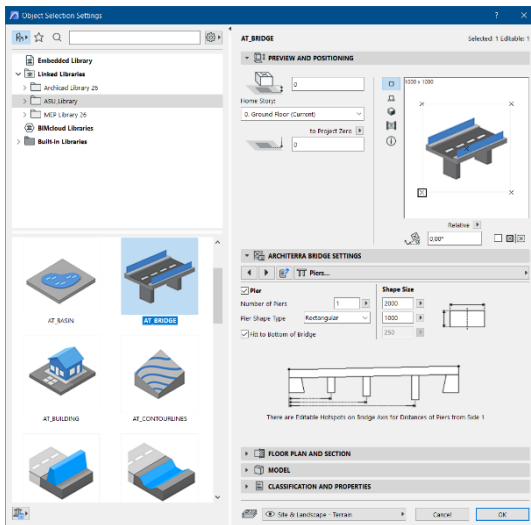 Object Selection Settings
? ×
AT_BRIDGE
Selected: 1 Editable: 1
Embedded Library
Linked Libraries
Archicad Library 26
ASU_Library
MEP Library 26
BIMcloud Libraries
Built-in Libraries
AT_BASIN
AT_BRIDGE
AT_BUILDING
AT_CONTOURLINES
PREVIEW AND POSITIONING
0
Home Story:
0. Ground Floor (Current)
to Project Zero
0
1000 x 1000
Relative
0,00°
ARCHITERRA BRIDGE SETTINGS
Piers...
Pier
Shape Size
Number of Piers
1
2000
Pier Shape Type
Rectangular
1000
Fit to Bottom of Bridge
250
There are Editable Hotspots on Bridge Axis for Distances of Piers from Side 1
FLOOR PLAN AND SECTION
MODEL
CLASSIFICATION AND PROPERTIES
Site & Landscape - Terrain
Cancel
OK